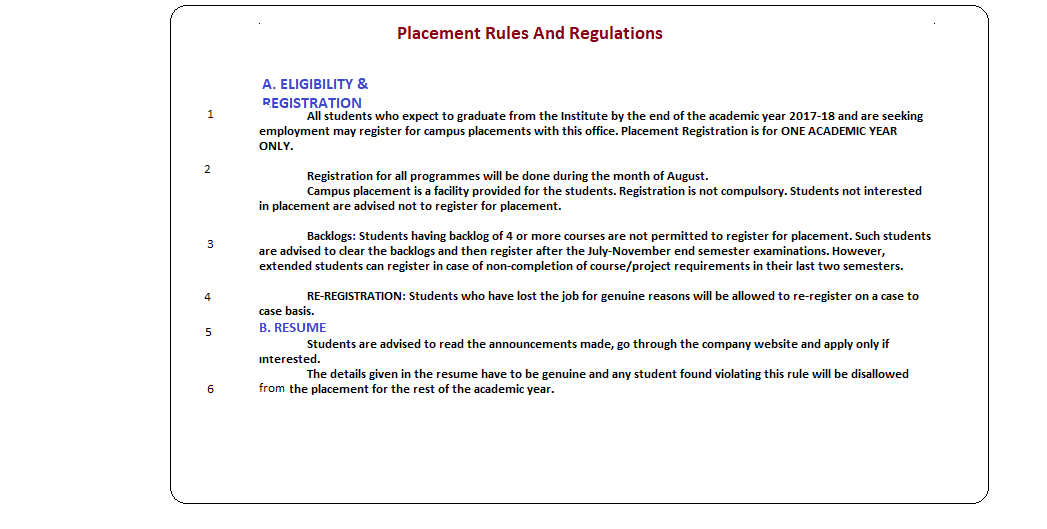 Placement Rules And Regulations
A. ELIGIBILITY &
REGISTRATION
1 All students who expect to graduate from the Institute by the end of the academic year 2017-18 and are seeking
employment may register for campus placements with this office. Placement Registration is for ONE ACADEMIC YEAR
ONLY.
2
Registration for all programmes will be done during the month of August.
Campus placement is a facility provided for the students. Registration is not compulsory. Students not interested
in placement are advised not to register for placement.
Backlogs: Students having backlog of 4 or more courses are not permitted to register for placement. Such students
3
are advised to clear the backlogs and then register after the July-November end semester examinations. However,
extended students can register in case of non-completion of course/project requirements in their last two semesters.
4 RE-REGISTRATION: Students who have lost the job for genuine reasons will be allowed to re-register on a case to
case basis.
5 B. RESUME
Students are advised to read the announcements made, go through the company website and apply only if
interested.
The details given in the resume have to be genuine and any student found violating this rule will be disallowed
6 from the placement for the rest of the academic year.